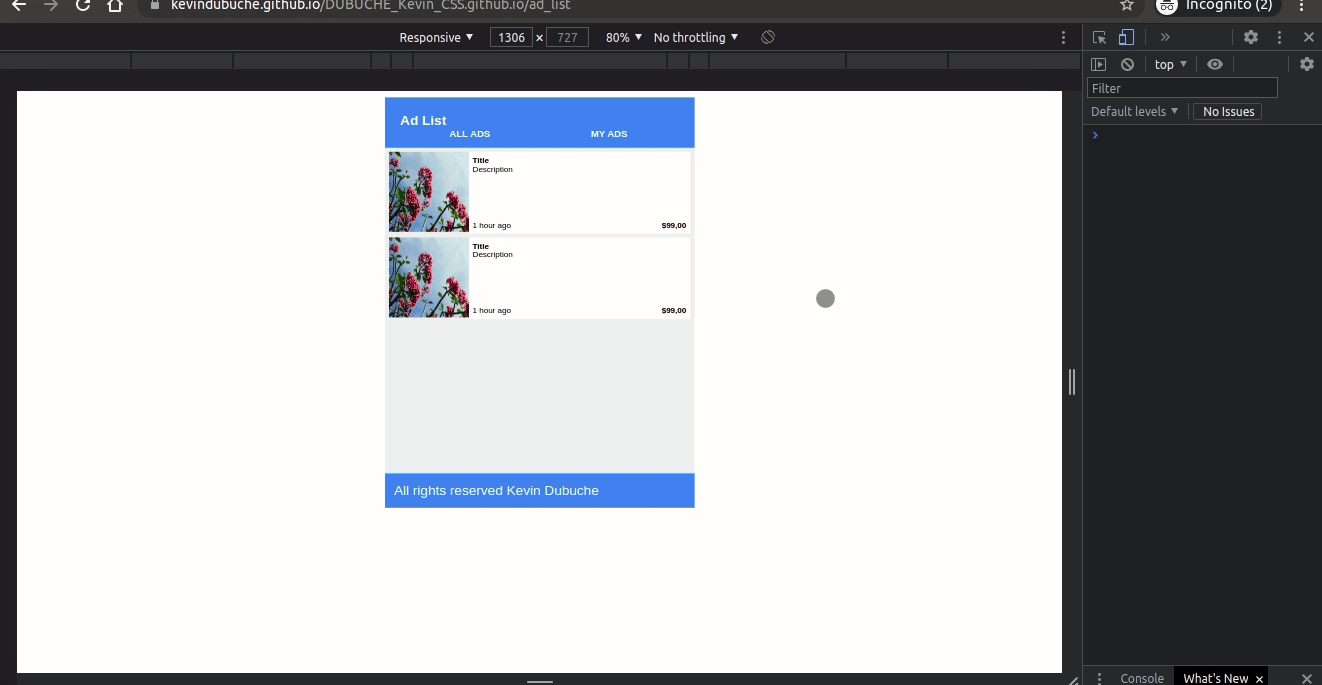 kevindubuche.github.io/DUBUCHE_Kevin_CSS.github.io/ad_list
Incognito (2)
Responsive 1306 × 727 80% No throttling
top
Filter
Default levels No Issues
Ad List
ALL ADS MY ADS
Title
Description
1 hour ago $99,00
Title
Description
1 hour ago $99,00
All rights reserved Kevin Dubuche
Console What's New ×